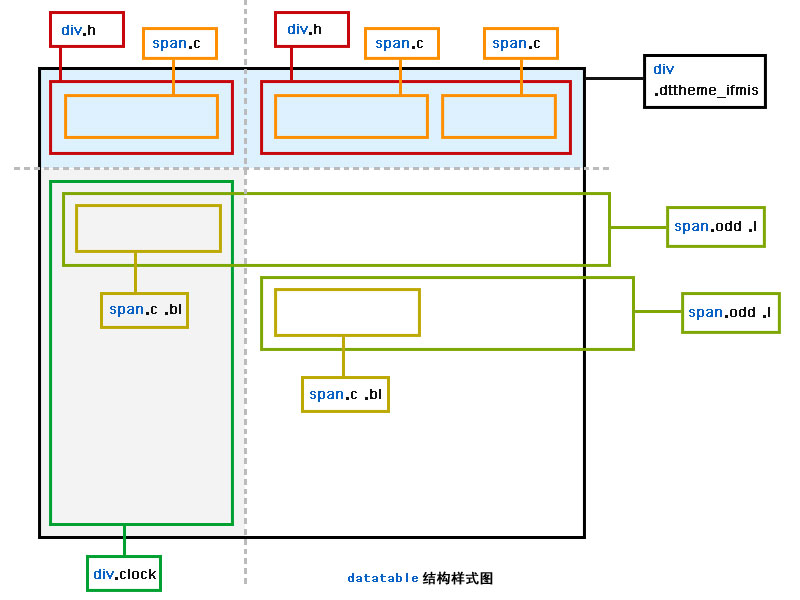 div.h
div.h
span.c
span.c
span.c
div
.dttheme_ifmis
span.odd .l
span.c .bl
span.odd .l
span.c .bl
div.clock
datatable 结构样式图